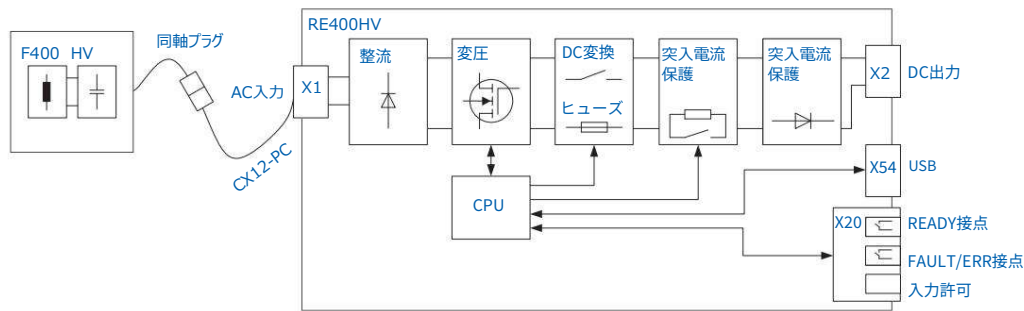 RE400HV
F400 HV
同軸プラグ
AC入力
CX12-PC
X1
整流
変圧
DC変換
ヒューズ
突入電流
保護
突入電流
保護
X2
DC出力
CPU
X54
USB
X20
READY接点
FAULT/ERR接点
入力許可